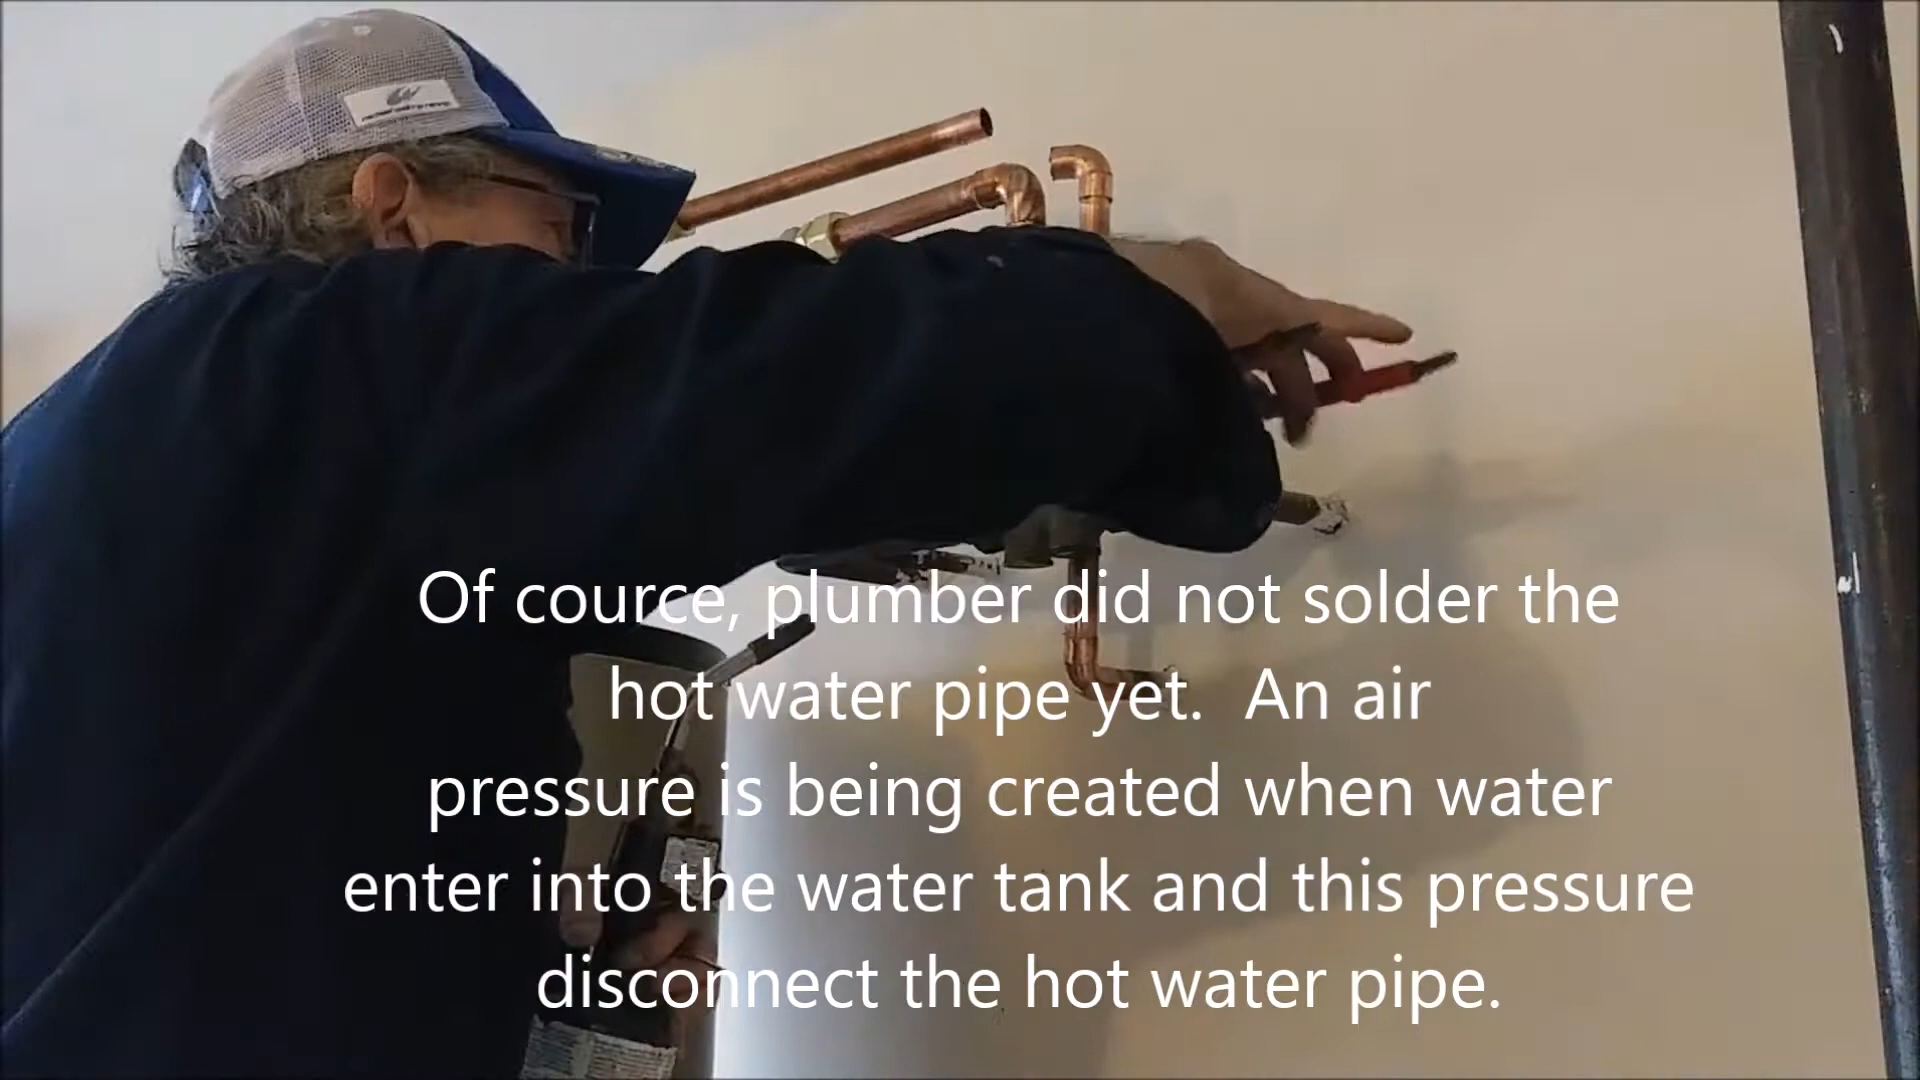 Of cource, plumber did not solder the
hot water pipe yet.  An air
pressure is being created when water
enter into the water tank and this pressure
disconnect the hot water pipe.